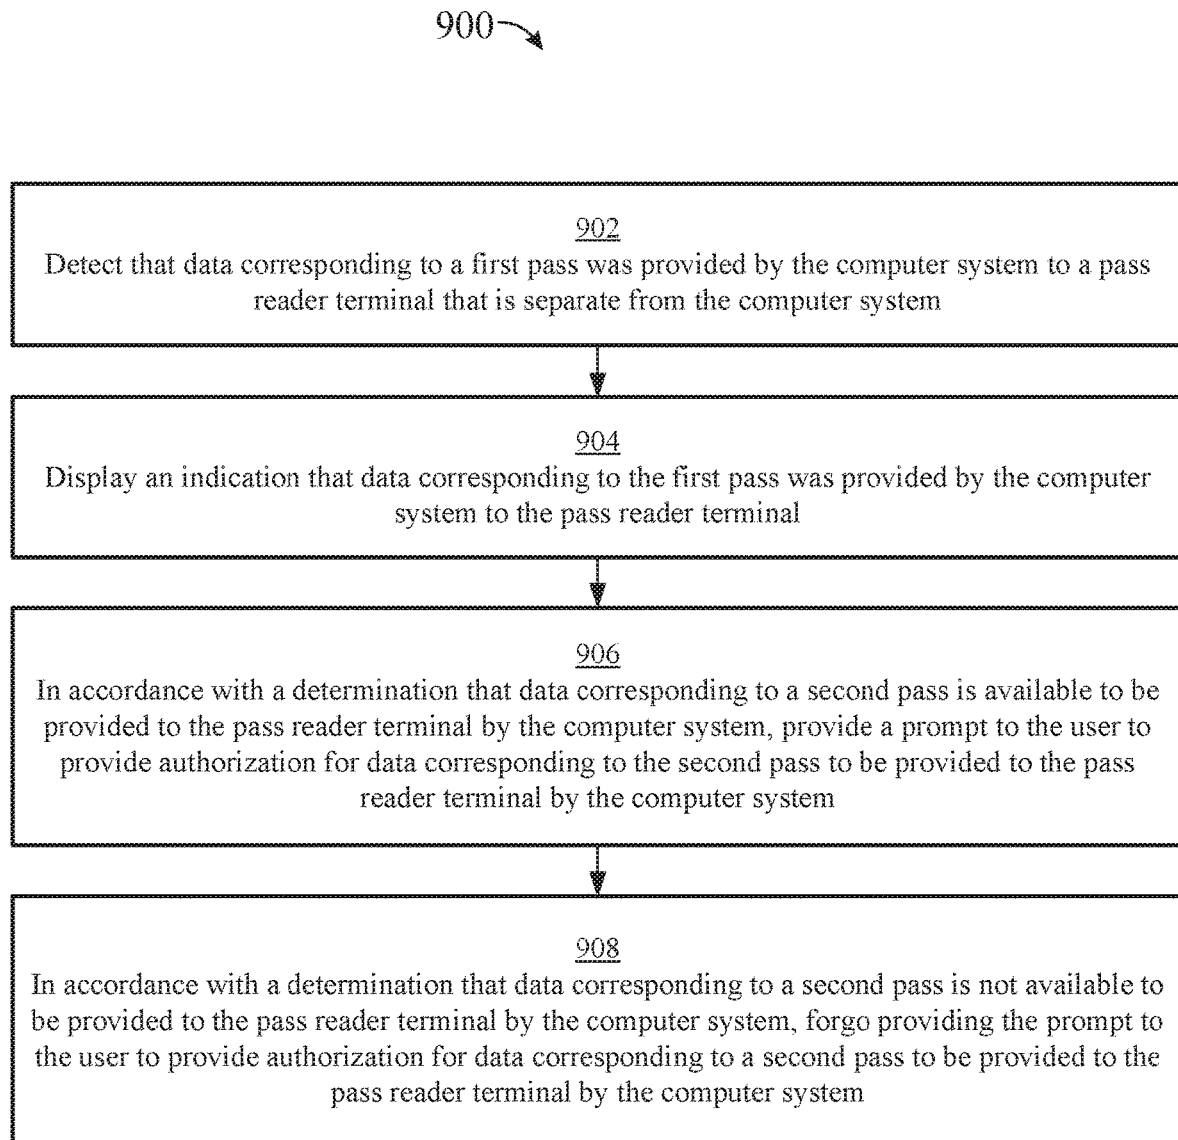 900
902
Detect that data corresponding to a first pass was provided by the computer system to a pass
reader terminal that is separate from the computer system
904
Display an indication that data corresponding to the first pass was provided by the computer
system to the pass reader terminal
906
In accordance with a determination that data corresponding to a second pass is available to be
provided to the pass reader terminal by the computer system, provide a prompt to the user to
provide authorization for data corresponding to the second pass to be provided to the pass
reader terminal by the computer system
908
In accordance with a determination that data corresponding to a second pass is not available to
be provided to the pass reader terminal by the computer system, forgo providing the prompt to
the user to provide authorization for data corresponding to a second pass to be provided to the
pass reader terminal by the computer system